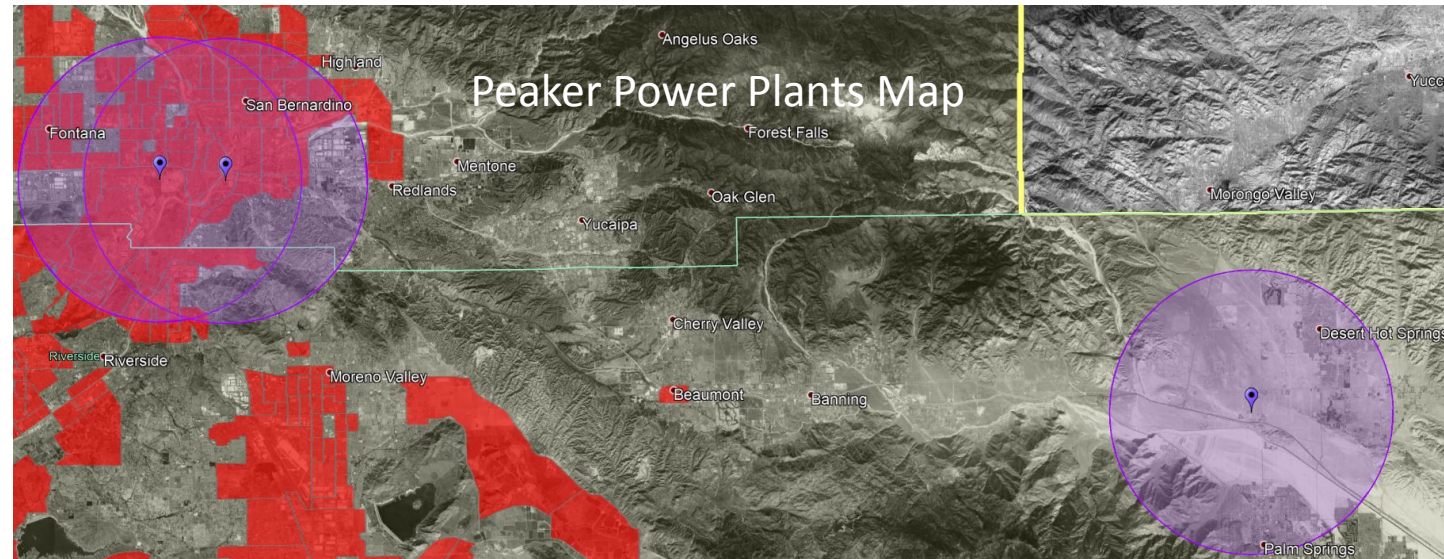 Angelus Oaks
Highland
Peaker Power Plants Map
Yucc
San Bernardino
Fontana
Forest Falls
Mentone
Redlands
Oak Glen
Morongo Valley
Yucaipa
Cherry Valley
Desert Hot Springs
Riverside
Riverside
Moreno Valley
Beaumont
Banning
Palm Springs